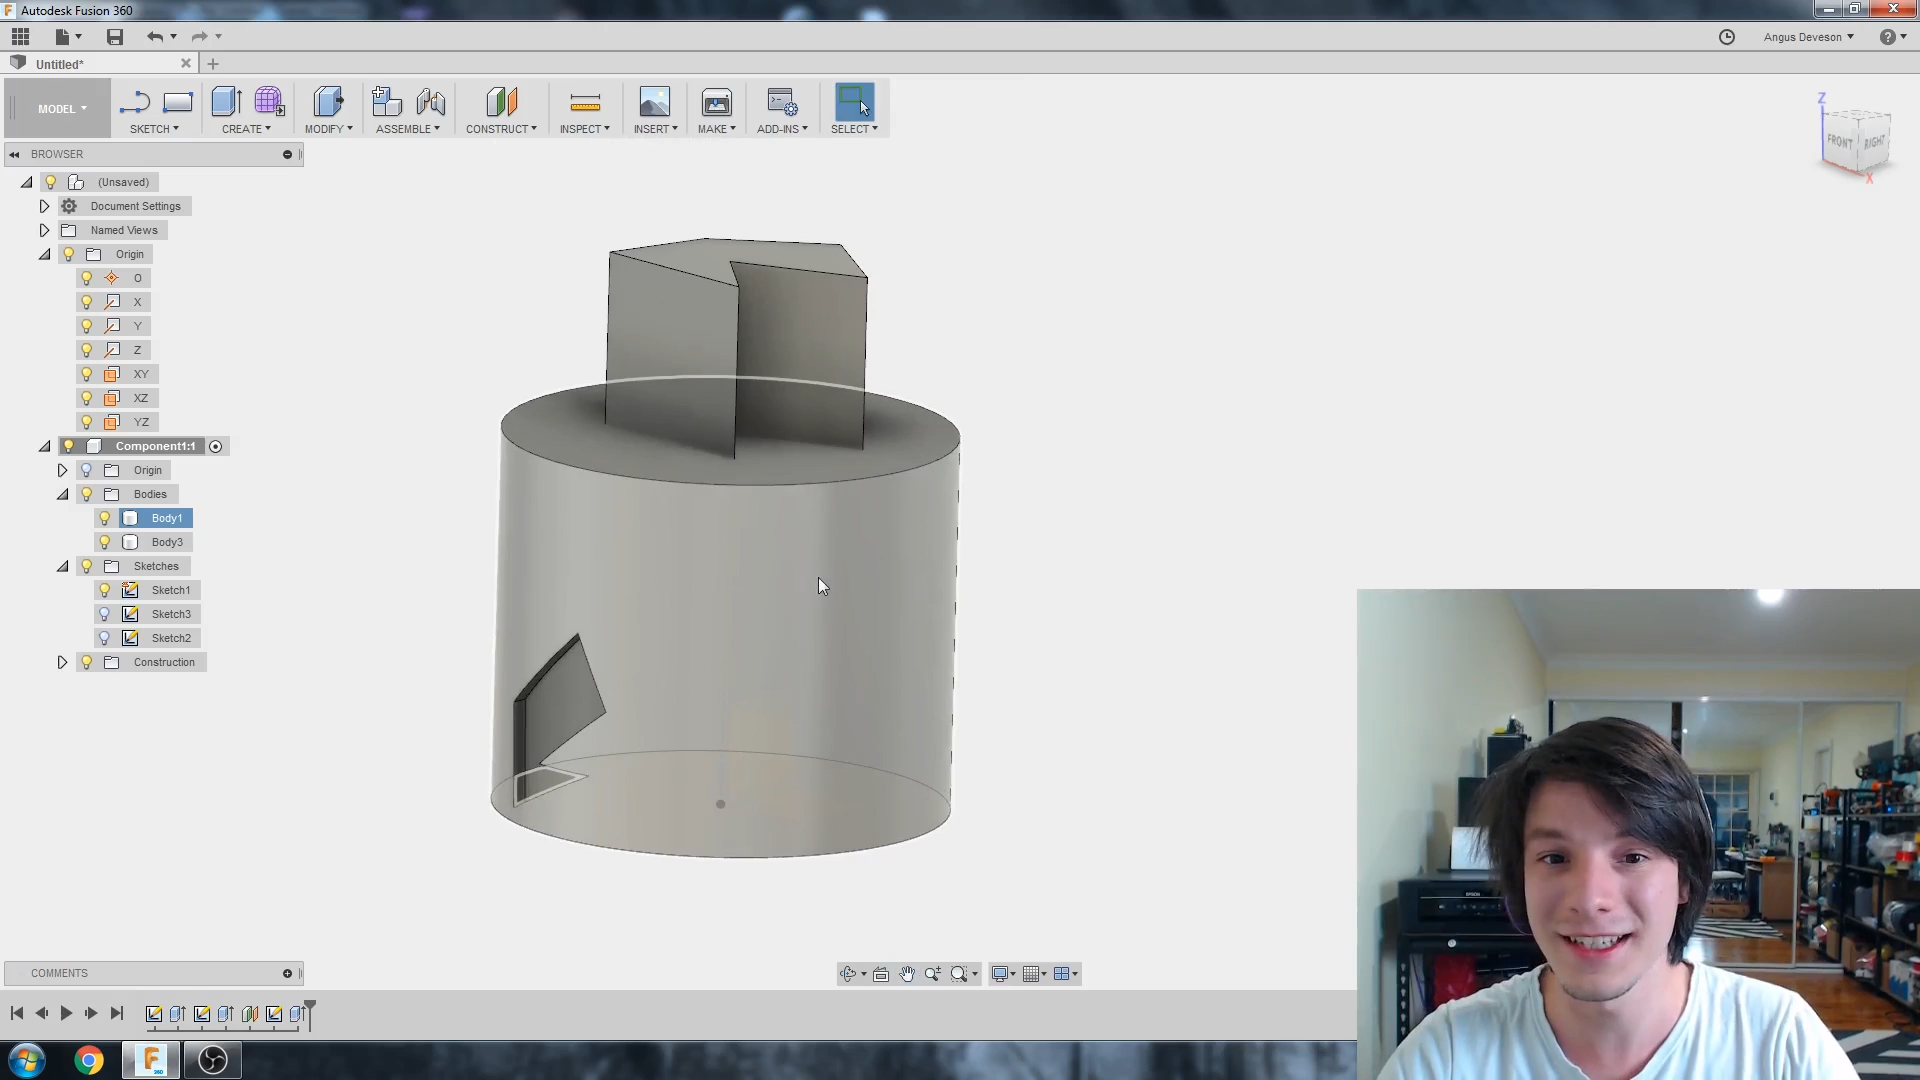 Autodesk Fusion 360
Angus Deveson
Untitled*
MODEL
SKETCH
CREATE
MODIFY
ASSEMBLE
CONSTRUCT
INSPECT
INSERT
MAKE
ADD-INS
SELECT
Z
FRONT
RIGHT
X
BROWSER
(Unsaved)
Document Settings
Named Views
Origin
O
X
Y
Z
XY
XZ
YZ
Component1:1
Origin
Bodies
Body1
Body3
Sketches
Sketch1
Sketch3
Sketch2
Construction
EPSON
COMMENTS
F
360